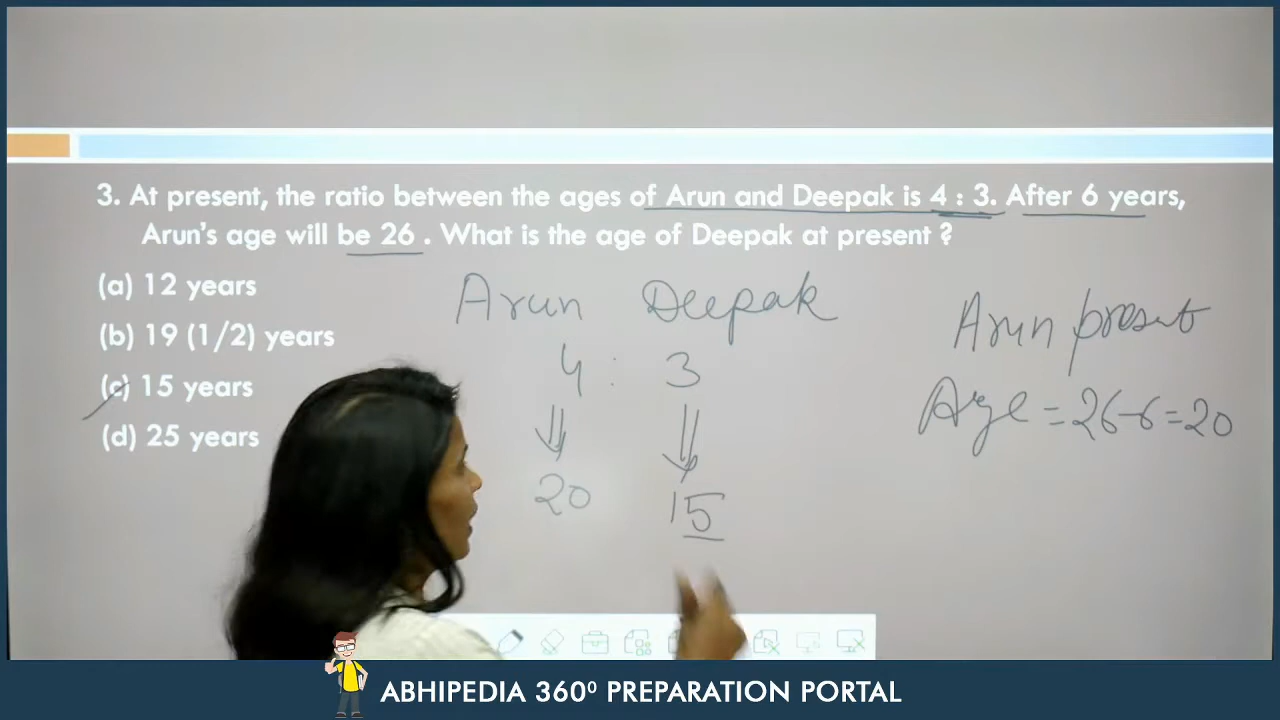 3. At present, the ratio between the ages of Arun and Deepak is 4 : 3. After 6 years,
Arun's age will be 26 . What is the age of Deepak at present ?
(a) 12 years
(b) 19 (1/2) years
(c) 15 years
(d) 25 years
Arun Deepak
4 : 3
20 15
Arun present
Age = 26-6=20
ABHIPEDIA 360⁰ PREPARATION PORTAL